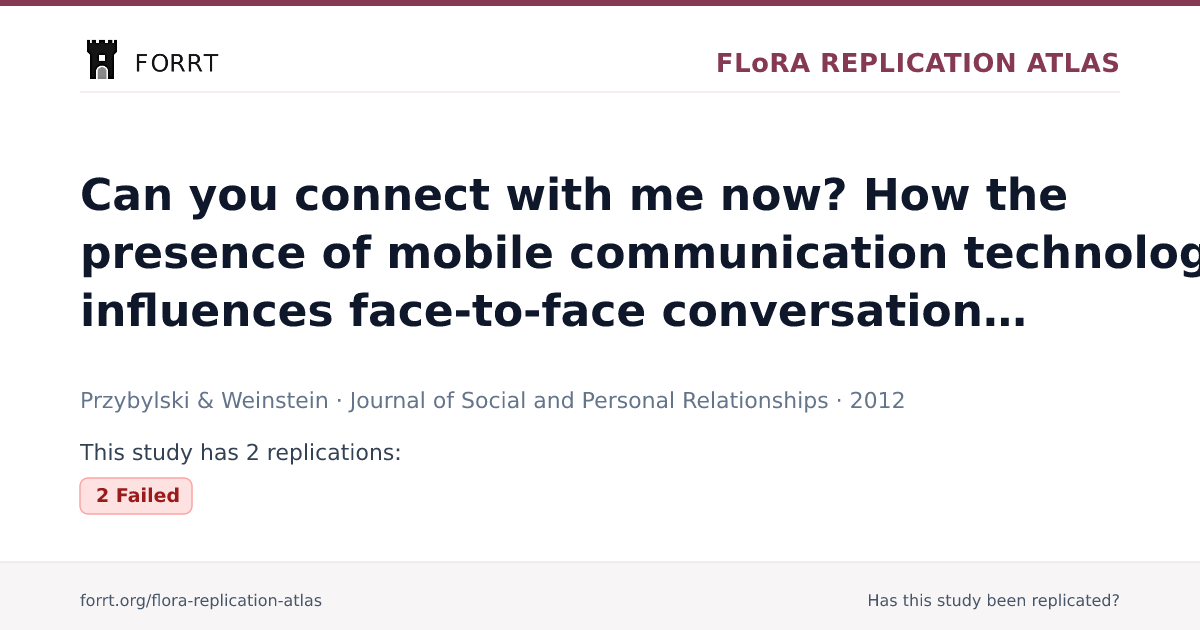 FORRT
FLoRA REPLICATION ATLAS
Can you connect with me now? How the
presence of mobile communication technolog
influences face-to-face conversation…
Przybylski & Weinstein · Journal of Social and Personal Relationships · 2012
This study has 2 replications:
2 Failed
forrt.org/flora-replication-atlas
Has this study been replicated?